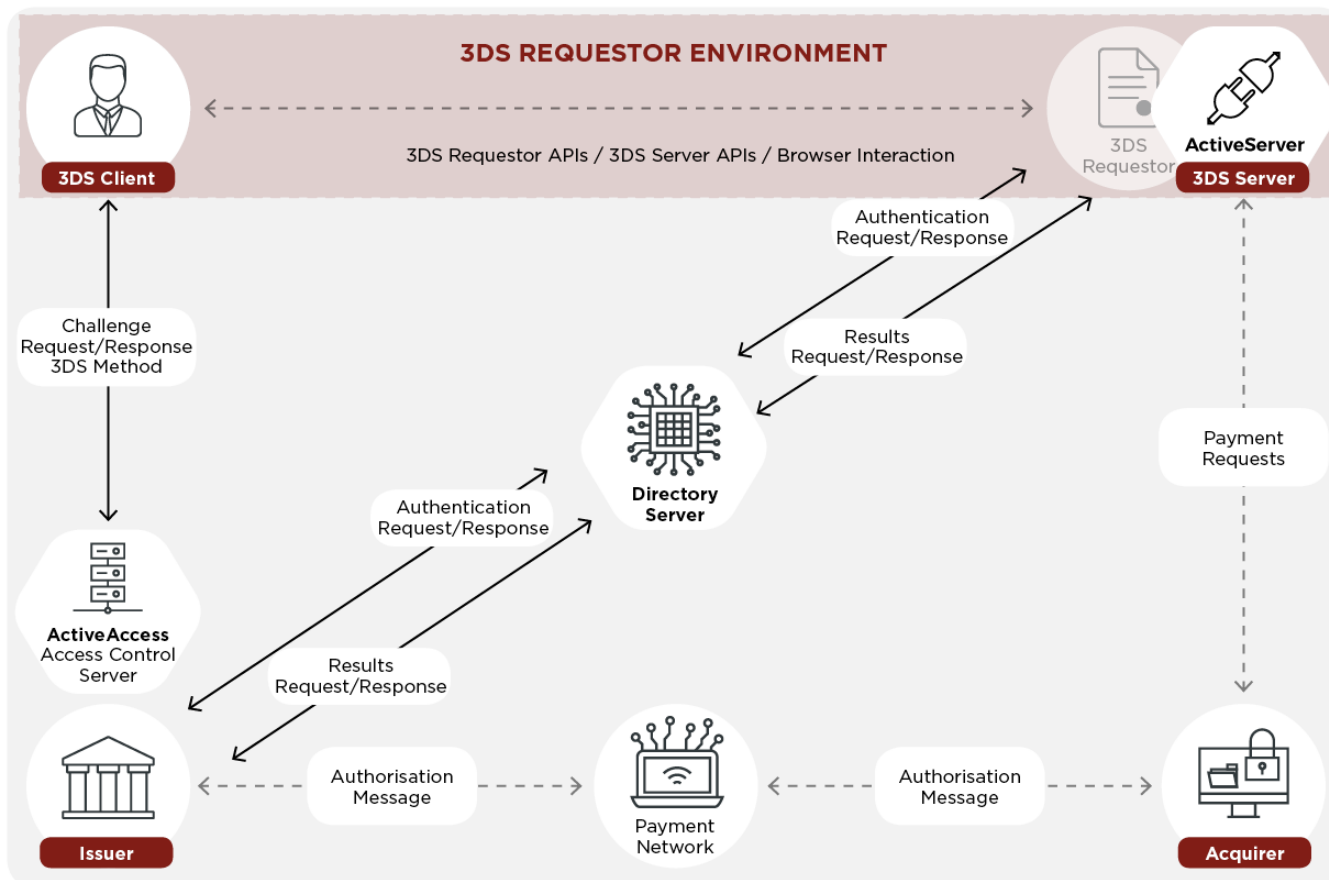 3DS REQUESTOR ENVIRONMENT
3DS Client
3DS Requestor APIs / 3DS Server APIs / Browser Interaction
3DS
Requestor
ActiveServer
3DS Server
Authentication
Request/Response
Results
Request/Response
Challenge
Request/Response
3DS Method
Payment
Requests
Directory
Server
Authentication
Request/Response
Results
Request/Response
ActiveAccess
Access Control
Server
Issuer
Authorisation
Message
Payment
Network
Authorisation
Message
Acquirer